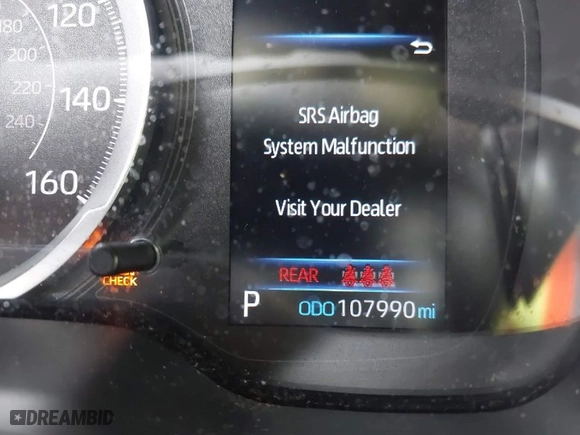 120
180
200
220
140
240
160
SRS Airbag
System Malfunction
Visit Your Dealer
REAR
CHECK
P ODO 107990 mi
DREAMBID